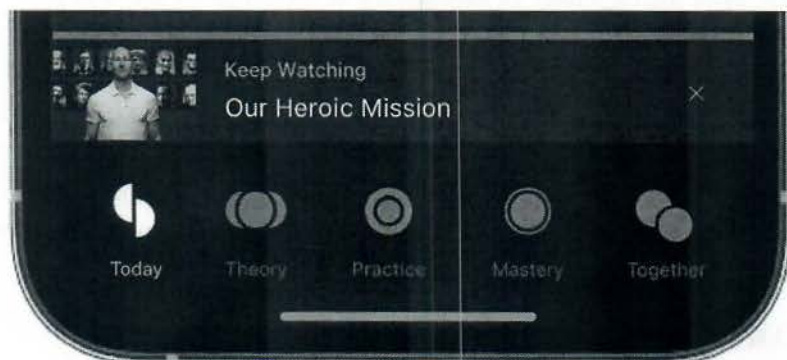 Keep Watching
Our Heroic Mission
Today
Theory
Practice
Mastery
Together